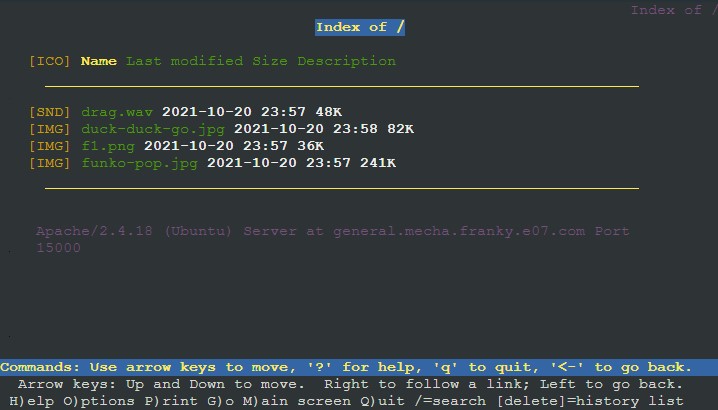 Index of /
Index of /
[ICO] Name Last modified Size Description
[SND] drag.wav 2021-10-20 23:57 48K
[IMG] duck-duck-go.jpg 2021-10-20 23:58 82K
[IMG] f1.png 2021-10-20 23:57 36K
[IMG] funko-pop.jpg 2021-10-20 23:57 241K
Apache/2.4.18 (Ubuntu) Server at general.mecha.franky.e07.com Port
15000
Commands: Use arrow keys to move, '?' for help, 'q' to quit, '<-' to go back.
Arrow keys: Up and Down to move. Right to follow a link; Left to go back.
H)elp O)ptions P)rint G)o M)ain screen Q)uit /=search [delete]=history list